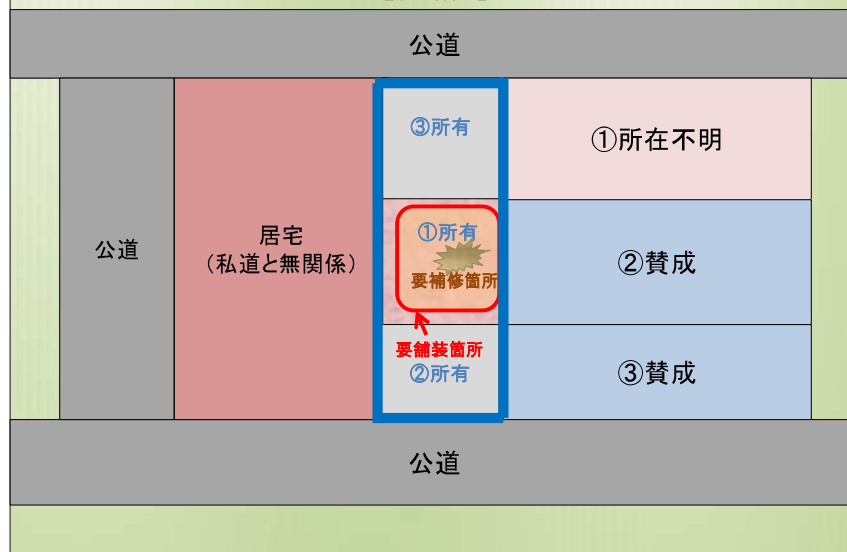 公道
③所有
①所在不明
公道
居宅
(私道と無関係)
①所有
要補修箇所
②賛成
要舗装箇所
②所有
③賛成
公道